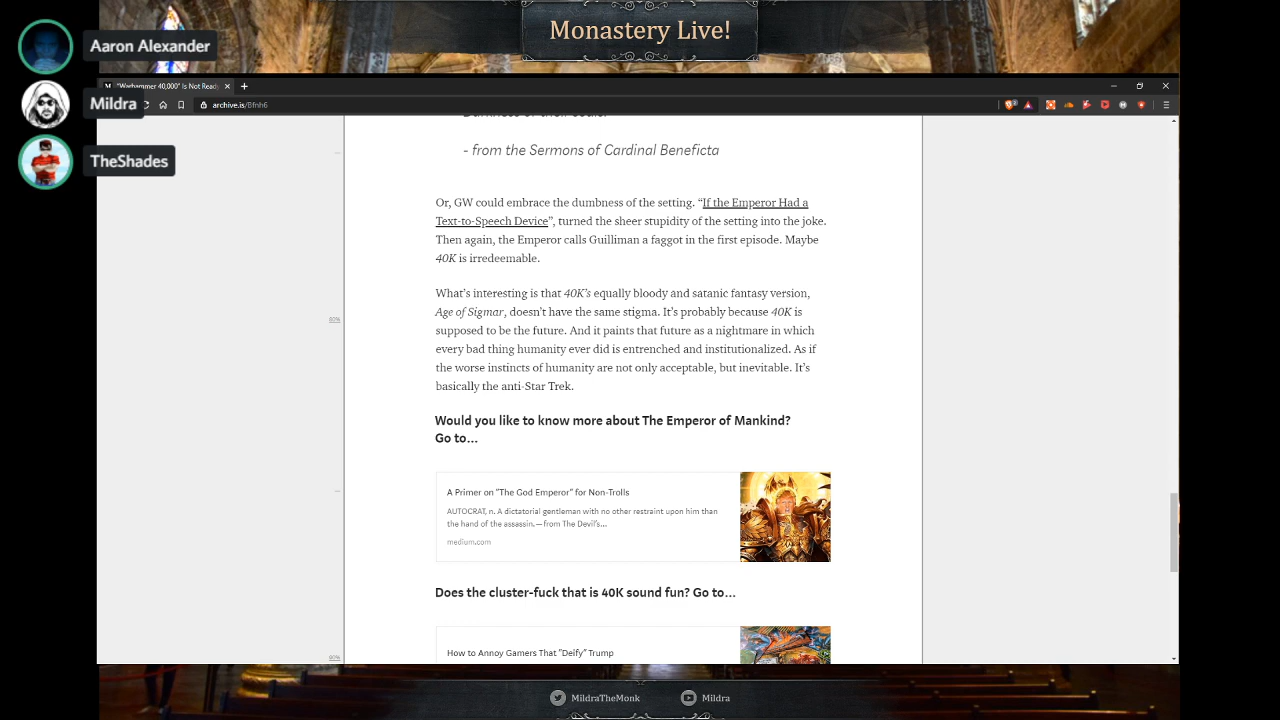 Monastery Live!
Aaron Alexander
Mildra
TheShades
"Warhammer 40,000" Is Not Read
archive.is/Bfnh6
- from the Sermons of Cardinal Beneficta
Or, GW could embrace the dumbness of the setting. “If the Emperor Had a
Text-to-Speech Device”, turned the sheer stupidity of the setting into the joke.
Then again, the Emperor calls Guilliman a faggot in the first episode. Maybe
40K is irredeemable.
What’s interesting is that 40K’s equally bloody and satanic fantasy version,
Age of Sigmar, doesn’t have the same stigma. It’s probably because 40K is
supposed to be the future. And it paints that future as a nightmare in which
every bad thing humanity ever did is entrenched and institutionalized. As if
the worse instincts of humanity are not only acceptable, but inevitable. It’s
basically the anti-Star Trek.
80%
Would you like to know more about The Emperor of Mankind?
Go to…
A Primer on “The God Emperor” for Non-Trolls
AUTOCRAT, n. A dictatorial gentleman with no other restraint upon him than
the hand of the assassin.—from The Devil’s…
medium.com
Does the cluster-fuck that is 40K sound fun? Go to…
How to Annoy Gamers That “Deify” Trump
90%
MildraTheMonk
Mildra